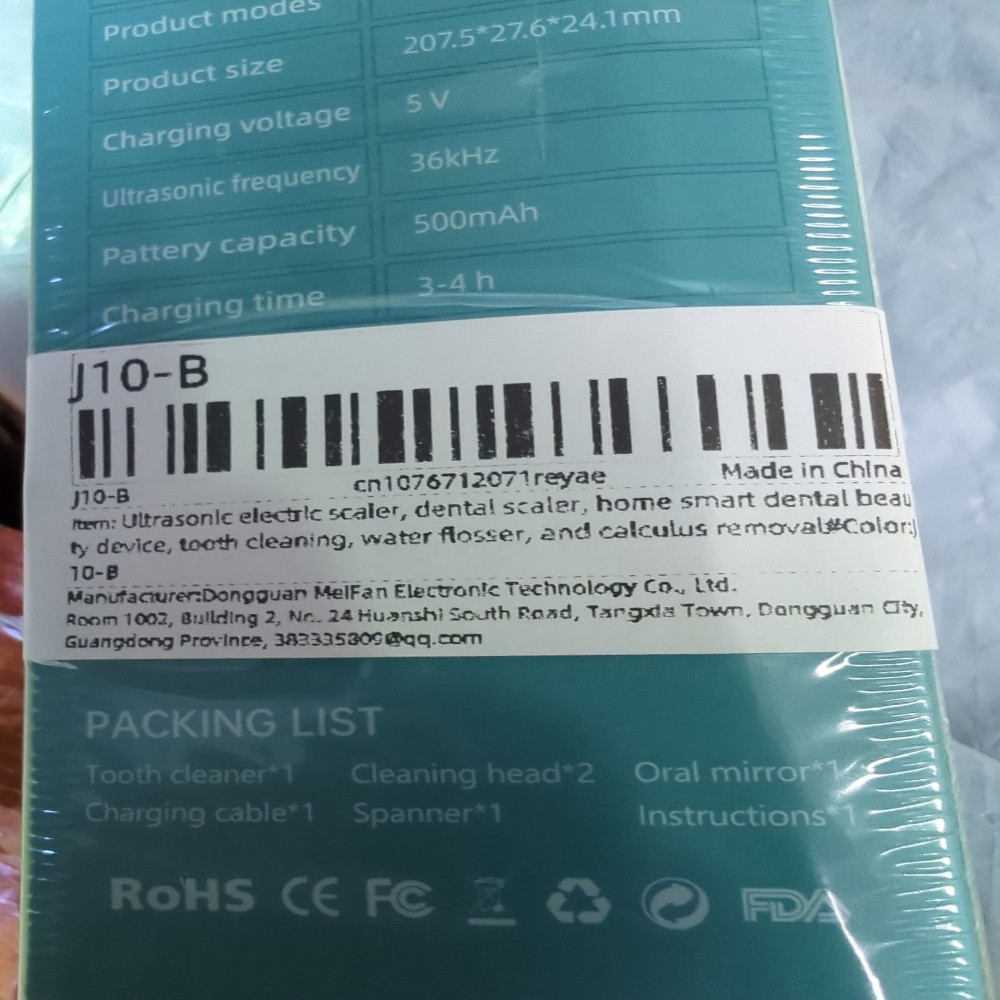 Product modes
Product size 207.5*27.6*24.1mm
Charging voltage 5 V
Ultrasonic frequency 36kHz
Pattery capacity 500mAh
Charging time 3-4 h
J10-B
J10-B cn1076712071reyae Made in China
Item: Ultrasonic electric scaler, dental scaler, home smart dental beau
ty device, tooth cleaning, water flosser, and calculus removal#Color:J
10-B
Manufacturer:Dongguan MeiFan Electronic Technology Co., Ltd.
Room 1002, Building 2, No. 24 Huanshi South Road, Tangxia Town, Dongguan City,
Guangdong Province, 383335809@qq.com
PACKING LIST
Tooth cleaner*1 Cleaning head*2 Oral mirror*1
Charging cable*1 Spanner*1 Instructions*1
RoHS CE FC FDA